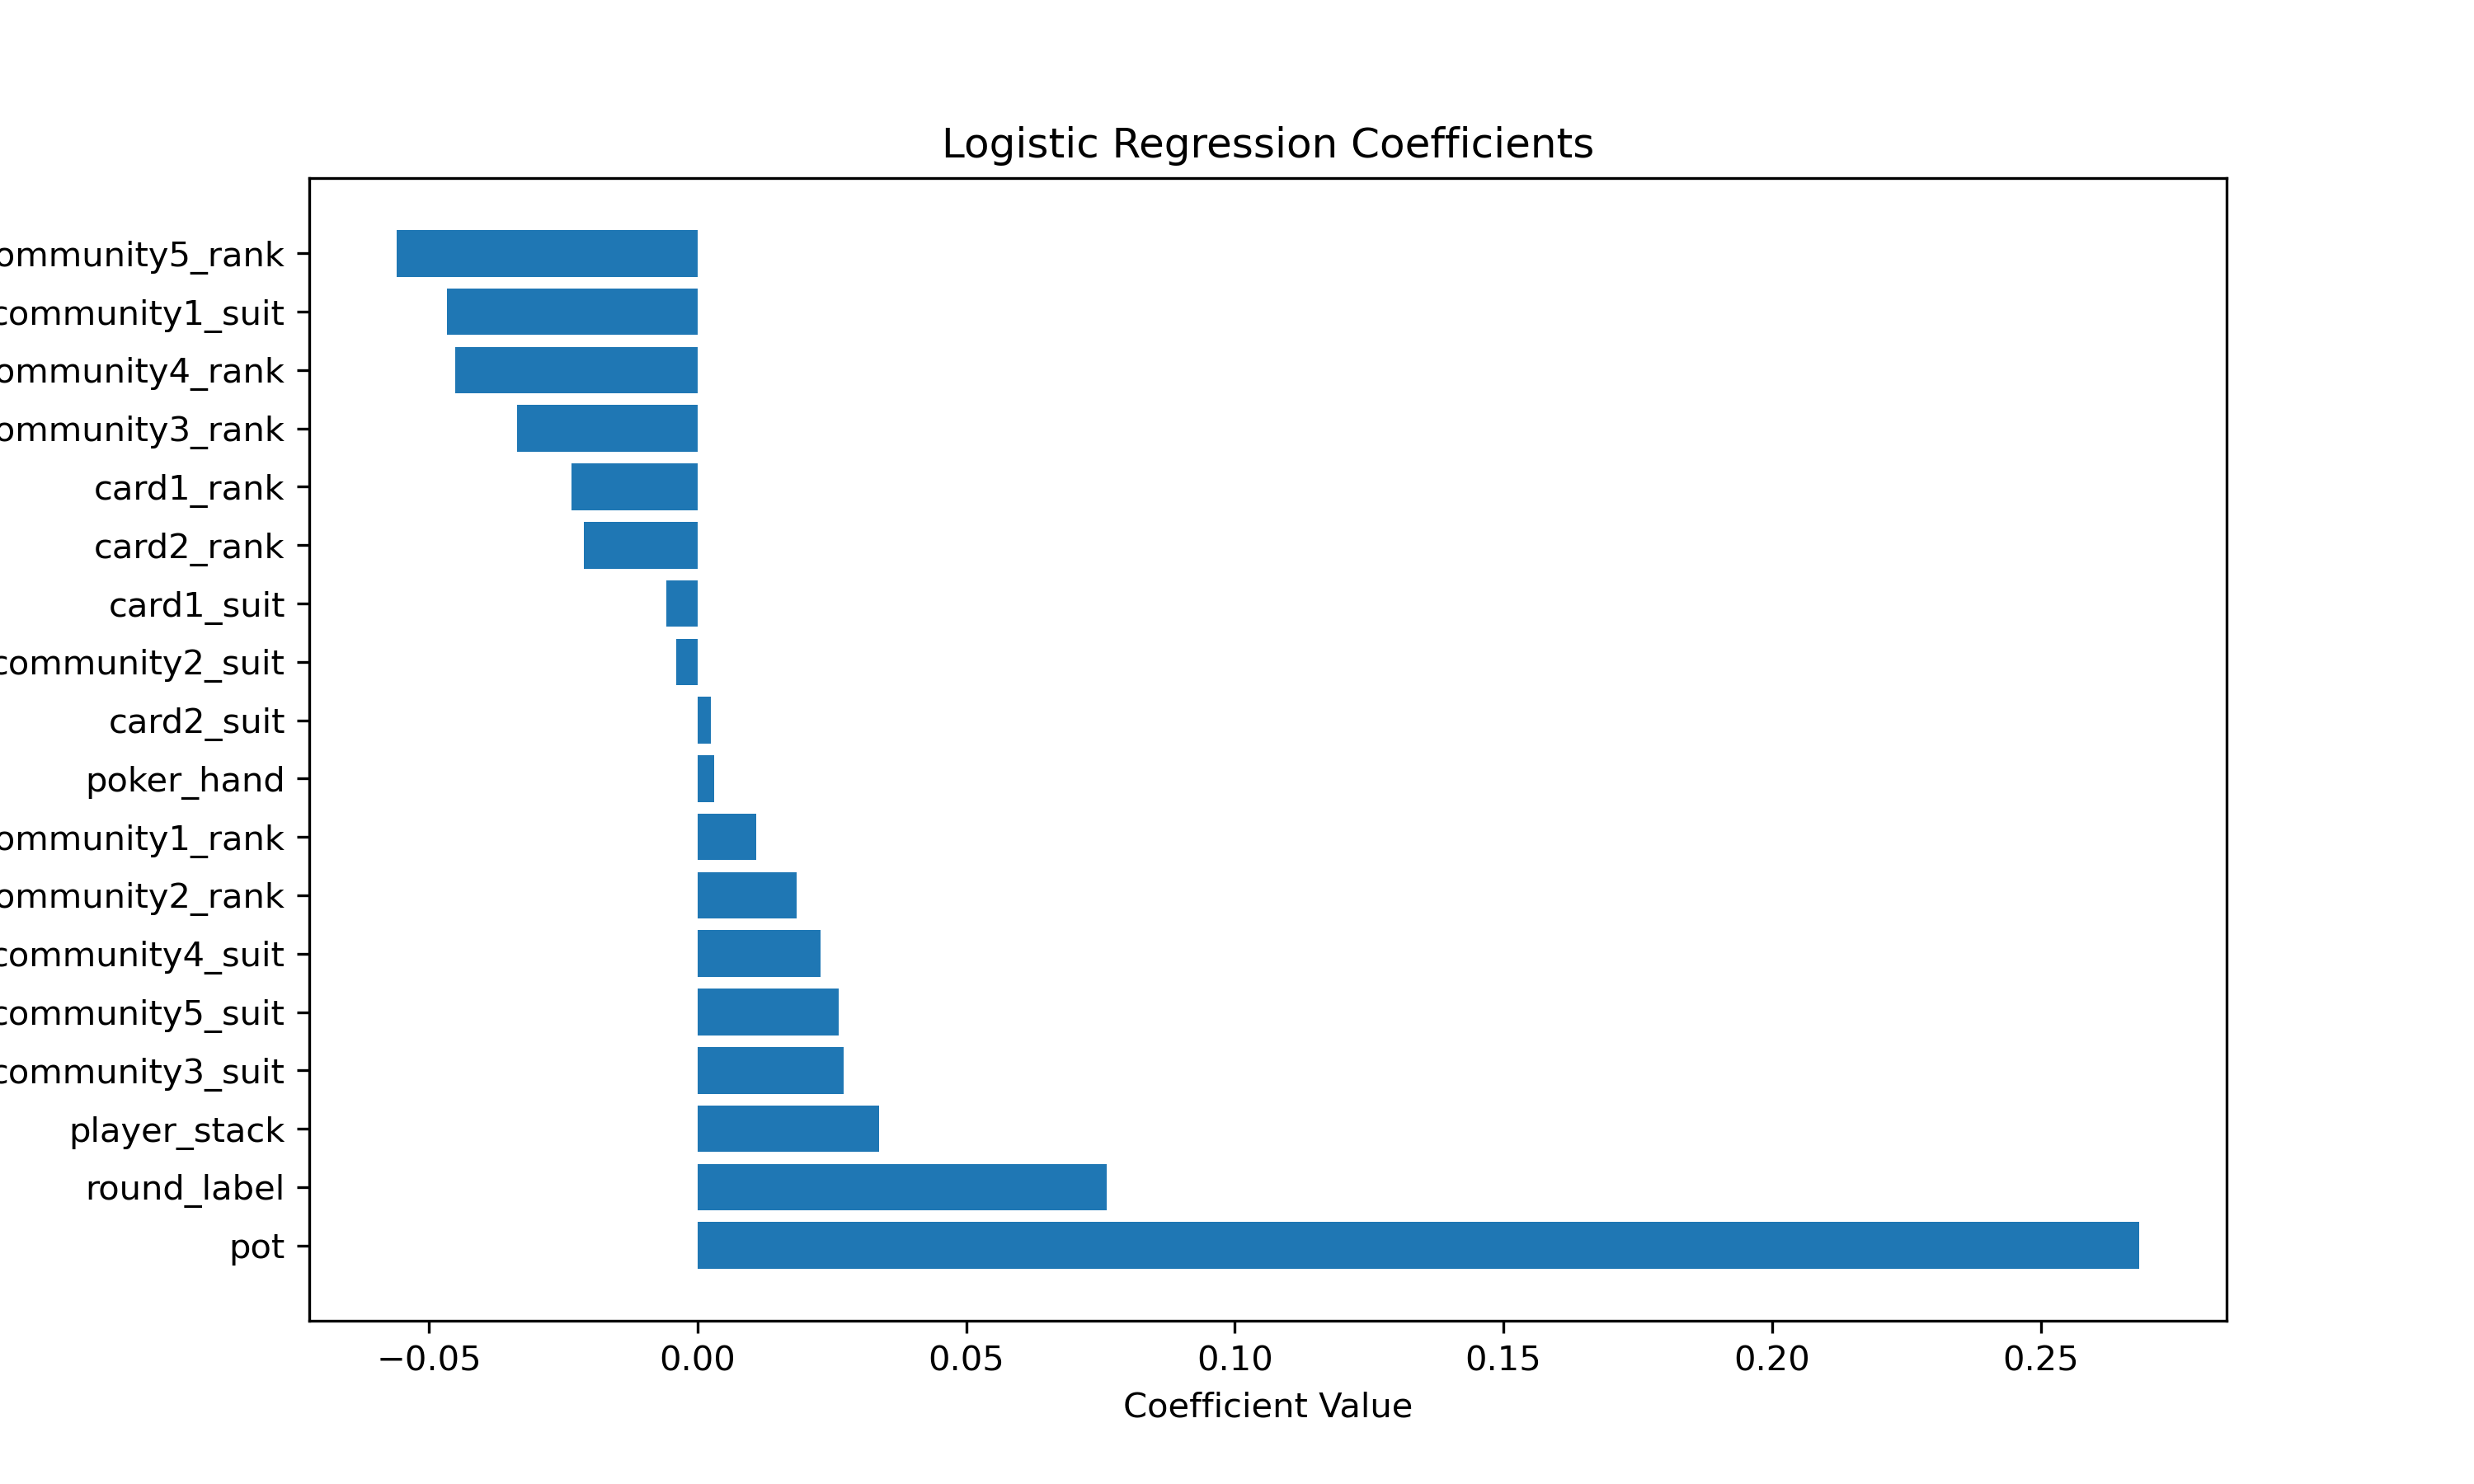 Logistic Regression Coefficients
ommunity5_rank
community1_suit
ommunity4_rank
ommunity3_rank
card1_rank
card2_rank
card1_suit
community2_suit
card2_suit
poker_hand
ommunity1_rank
ommunity2_rank
community4_suit
community5_suit
community3_suit
player_stack
round_label
pot
−0.05 0.00 0.05 0.10 0.15 0.20 0.25
Coefficient Value